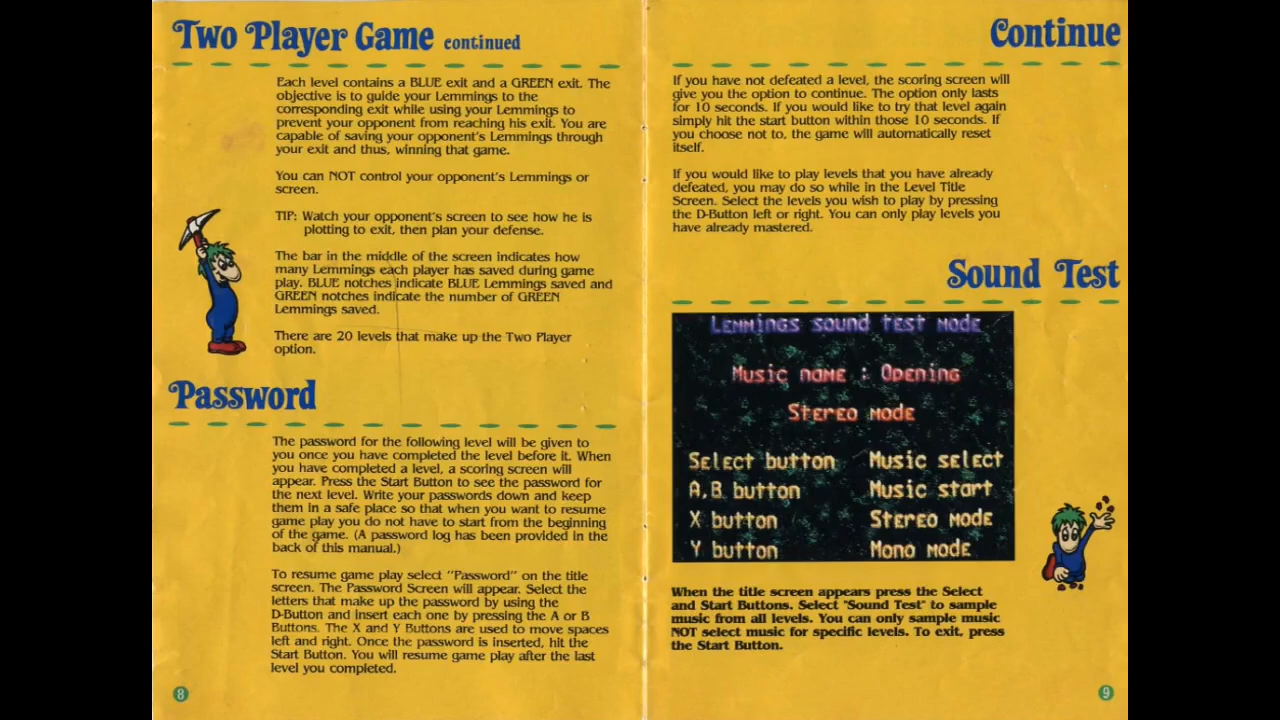 Two Player Game continued
Each level contains a BLUE exit and a GREEN exit. The
objective is to guide your Lemmings to the
corresponding exit while using your Lemmings to
prevent your opponent from reaching his exit. You are
capable of saving your opponent's Lemmings through
your exit and thus, winning that game.
You can NOT control your opponent's Lemmings or
screen.
TIP: Watch your opponent's screen to see how he is
plotting to exit, then plan your defense.
The bar in the middle of the screen indicates how
many Lemmings each player has saved during game
play. BLUE notches indicate BLUE Lemmings saved and
GREEN notches indicate the number of GREEN
Lemmings saved.
There are 20 levels that make up the Two Player
option.
Password
The password for the following level will be given to
you once you have completed the level before it. When
you have completed a level, a scoring screen will
appear. Press the Start Button to see the password for
the next level. Write your passwords down and keep
them in a safe place so that when you want to resume
game play you do not have to start from the beginning
of the game. (A password log has been provided in the
back of this manual.)
To resume game play select "Password" on the title
screen. The Password Screen will appear. Select the
letters that make up the password by using the
D-Button and insert each one by pressing the A or B
Buttons. The X and Y Buttons are used to move spaces
left and right. Once the password is inserted, hit the
Start Button. You will resume game play after the last
level you completed.
8
Continue
If you have not defeated a level, the scoring screen will
give you the option to continue. The option only lasts
for 10 seconds. If you would like to try that level again
simply hit the start button within those 10 seconds. If
you choose not to, the game will automatically reset
itself.
If you would like to play levels that you have already
defeated, you may do so while in the Level Title
Screen. Select the levels you wish to play by pressing
the D-Button left or right. You can only play levels you
have already mastered.
Sound Test
Lemmings sound test mode
Music name : Opening
Stereo mode
Select button Music select
A,B button Music start
X button Stereo mode
Y button Mono mode
When the title screen appears press the Select
and Start Buttons. Select "Sound Test" to sample
music from all levels. You can only sample music
NOT select music for specific levels. To exit, press
the Start Button.
9